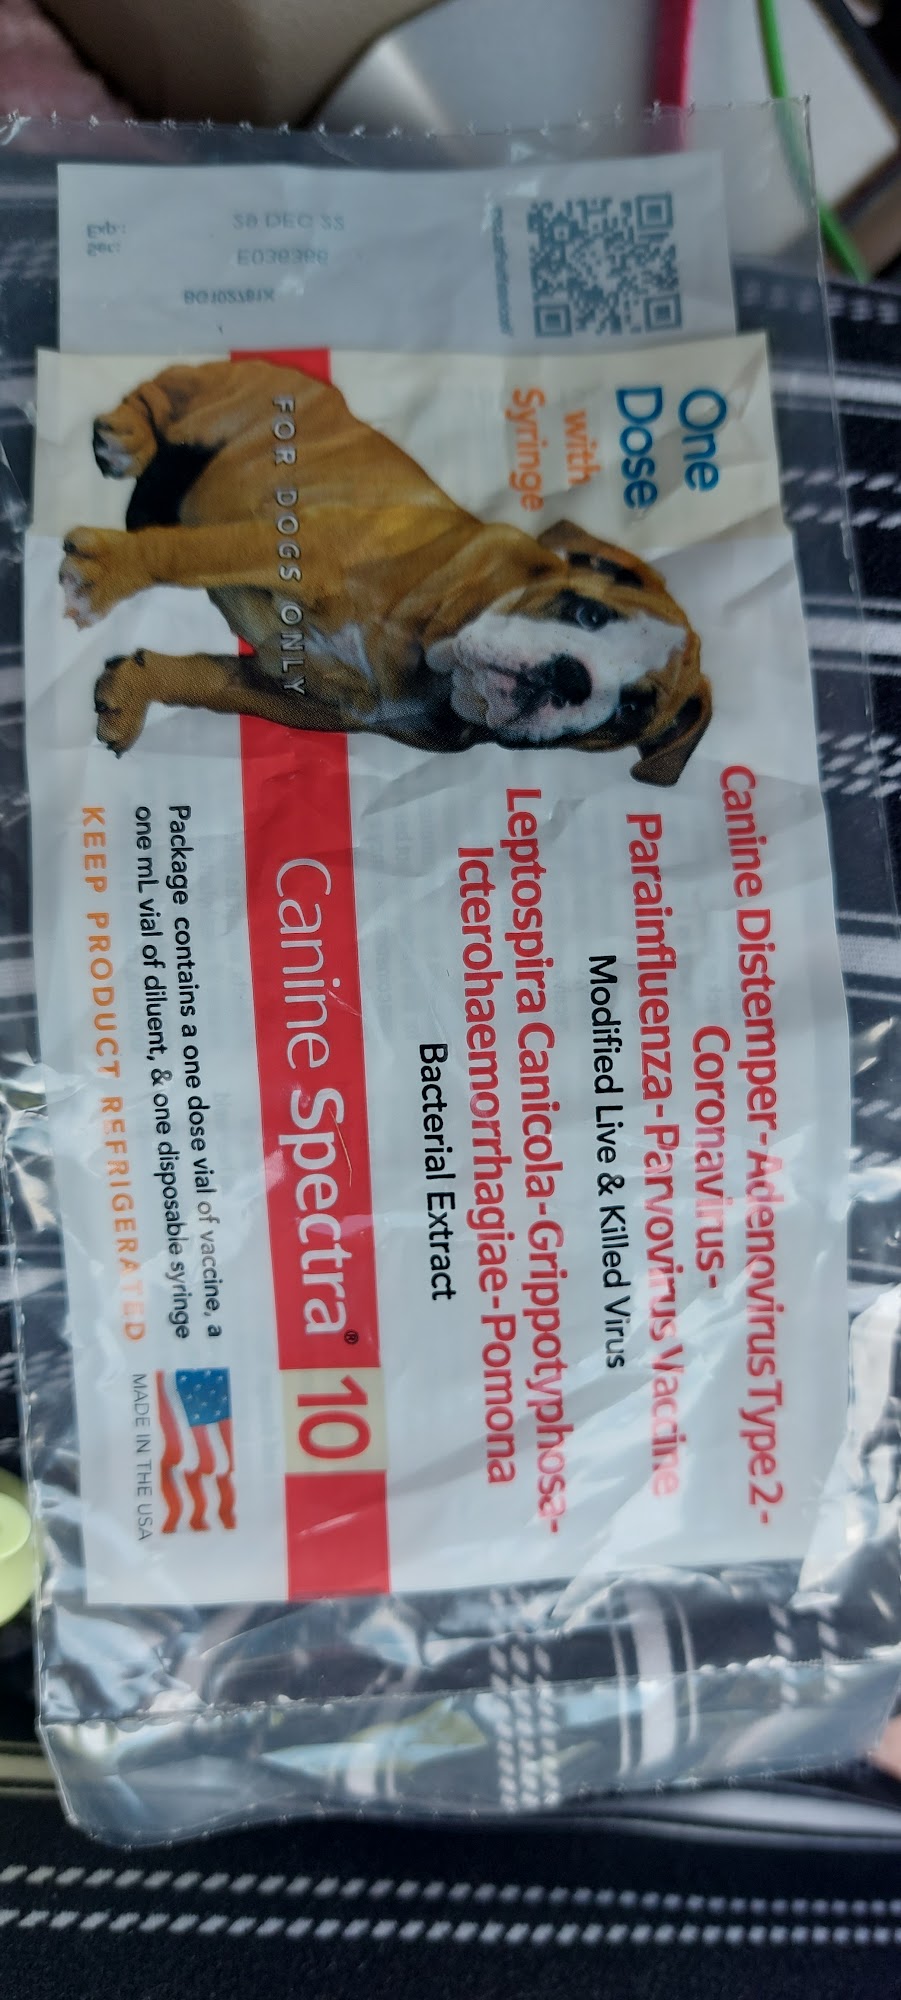 One
Dose
with
Syringe
FOR DOGS ONLY
Canine Distemper-Adenovirus Type 2-
Coronavirus-
Parainfluenza-Parvovirus Vaccine
Modified Live & Killed Virus
Leptospira Canicola-Grippotyphosa-
Icterohaemorrhagiae-Pomona
Bacterial Extract
Canine Spectra® 10
Package contains a one dose vial of vaccine, a
one mL vial of diluent, & one disposable syringe
KEEP PRODUCT REFRIGERATED
MADE IN THE USA